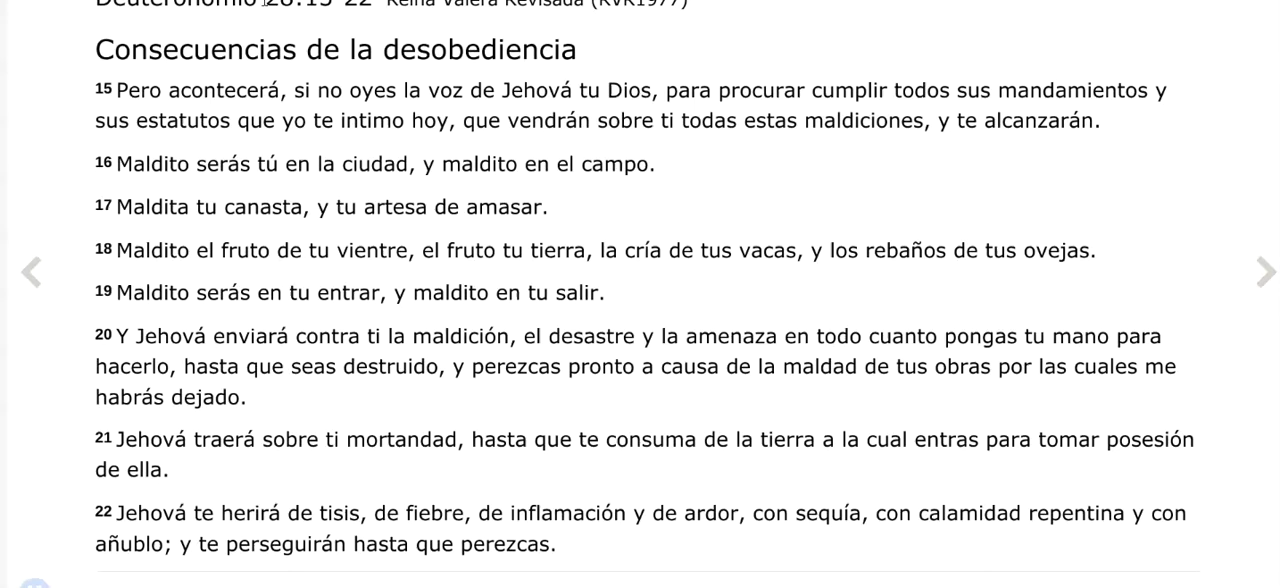 Deuteronomio 28:15-22 Reina Valera Revisada (RVR1977)
Consecuencias de la desobediencia
15 Pero acontecerá, si no oyes la voz de Jehová tu Dios, para procurar cumplir todos sus mandamientos y
sus estatutos que yo te intimo hoy, que vendrán sobre ti todas estas maldiciones, y te alcanzarán.
16 Maldito serás tú en la ciudad, y maldito en el campo.
17 Maldita tu canasta, y tu artesa de amasar.
18 Maldito el fruto de tu vientre, el fruto tu tierra, la cría de tus vacas, y los rebaños de tus ovejas.
19 Maldito serás en tu entrar, y maldito en tu salir.
20 Y Jehová enviará contra ti la maldición, el desastre y la amenaza en todo cuanto pongas tu mano para
hacerlo, hasta que seas destruido, y perezcas pronto a causa de la maldad de tus obras por las cuales me
habrás dejado.
21 Jehová traerá sobre ti mortandad, hasta que te consuma de la tierra a la cual entras para tomar posesión
de ella.
22 Jehová te herirá de tisis, de fiebre, de inflamación y de ardor, con sequía, con calamidad repentina y con
añublo; y te perseguirán hasta que perezcas.